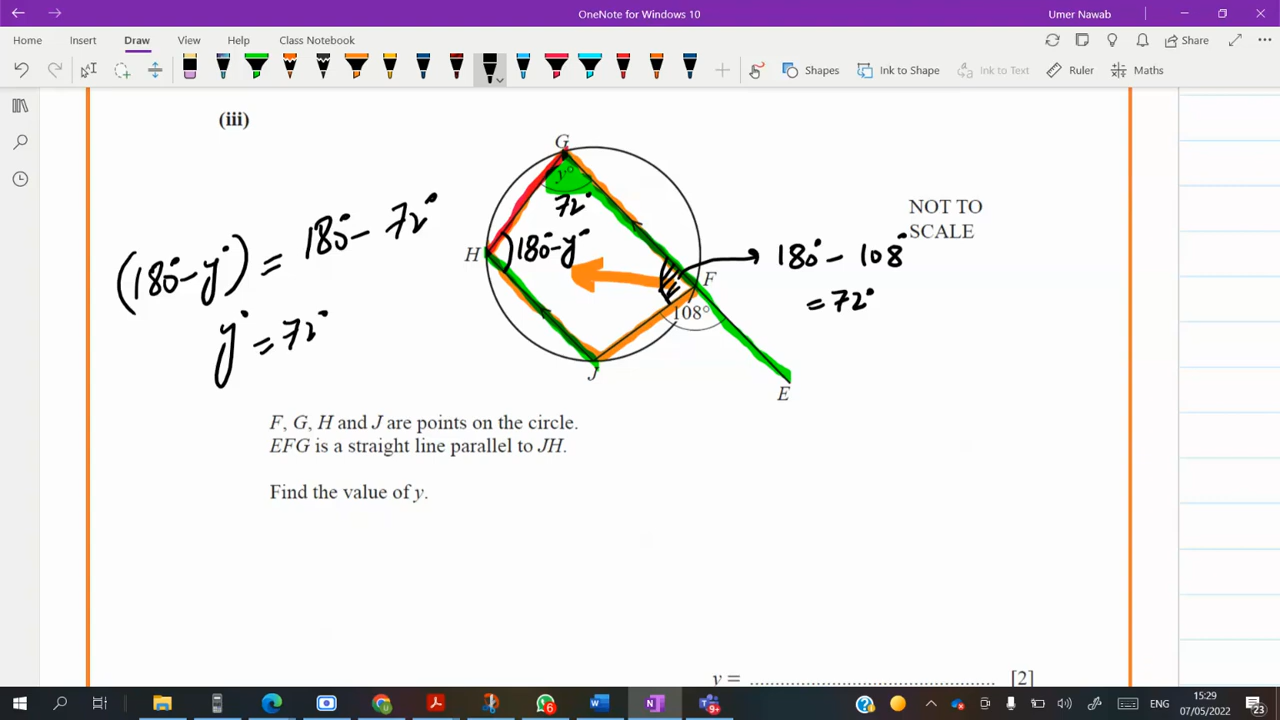 OneNote for Windows 10
Umer Nawab
Home Insert Draw View Help Class Notebook
Share
Shapes Ink to Shape Ink to Text Ruler Maths
(iii)
G
y°
72°
H
180°-y°
F
108°
J
E
180° - 108°
= 72°
NOT TO
SCALE
(180°-y°) = 180° - 72°
y° = 72°
F, G, H and J are points on the circle.
EFG is a straight line parallel to JH.
Find the value of y.
y = ............................................ [2]
6
9+
ENG
15:29
07/05/2022
23